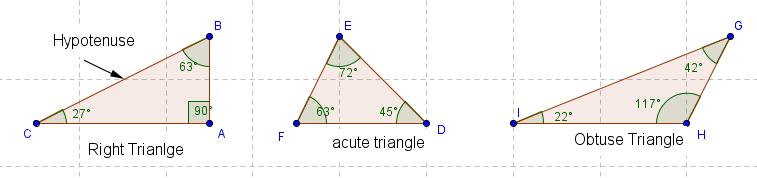 B
Hypotenuse
63°
27°
90°
C
A
Right Trianlge
E
72°
63°
45°
F
D
acute triangle
G
42°
117°
I
22°
H
Obtuse Triangle